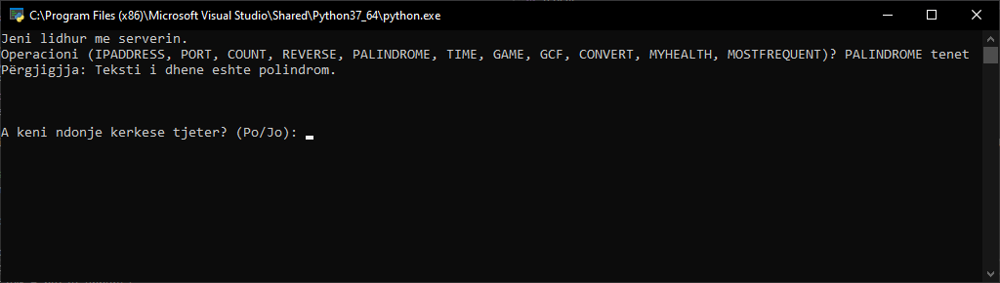 C:\Program Files (x86)\Microsoft Visual Studio\Shared\Python37_64\python.exe
Jeni lidhur me serverin.
Operacioni (IPADDRESS, PORT, COUNT, REVERSE, PALINDROME, TIME, GAME, GCF, CONVERT, MYHEALTH, MOSTFREQUENT)? PALINDROME tenet
Përgjigjja: Teksti i dhene eshte polindrom.
A keni ndonje kerkese tjeter? (Po/Jo):